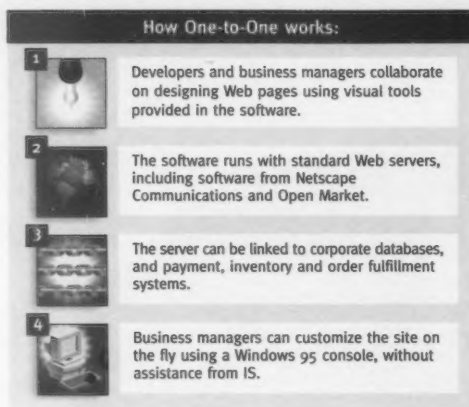 How One-to-One works:
1
Developers and business managers collaborate
on designing Web pages using visual tools
provided in the software.
2
The software runs with standard Web servers,
including software from Netscape
Communications and Open Market.
3
The server can be linked to corporate databases,
and payment, inventory and order fulfillment
systems.
4
Business managers can customize the site on
the fly using a Windows 95 console, without
assistance from IS.